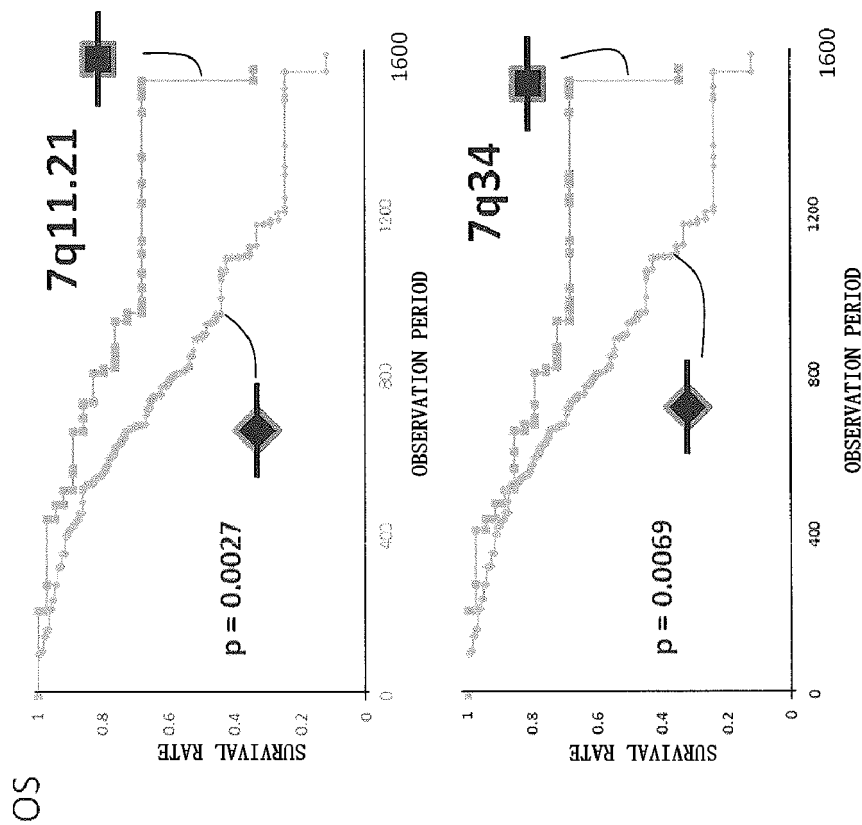 OS
7q11.21
p = 0.0027
SURVIVAL RATE
1
0.8
0.6
0.4
0.2
0
0
400
800
1200
1600
OBSERVATION PERIOD
7q34
p = 0.0069
SURVIVAL RATE
1
0.8
0.6
0.4
0.2
0
0
400
800
1200
1600
OBSERVATION PERIOD